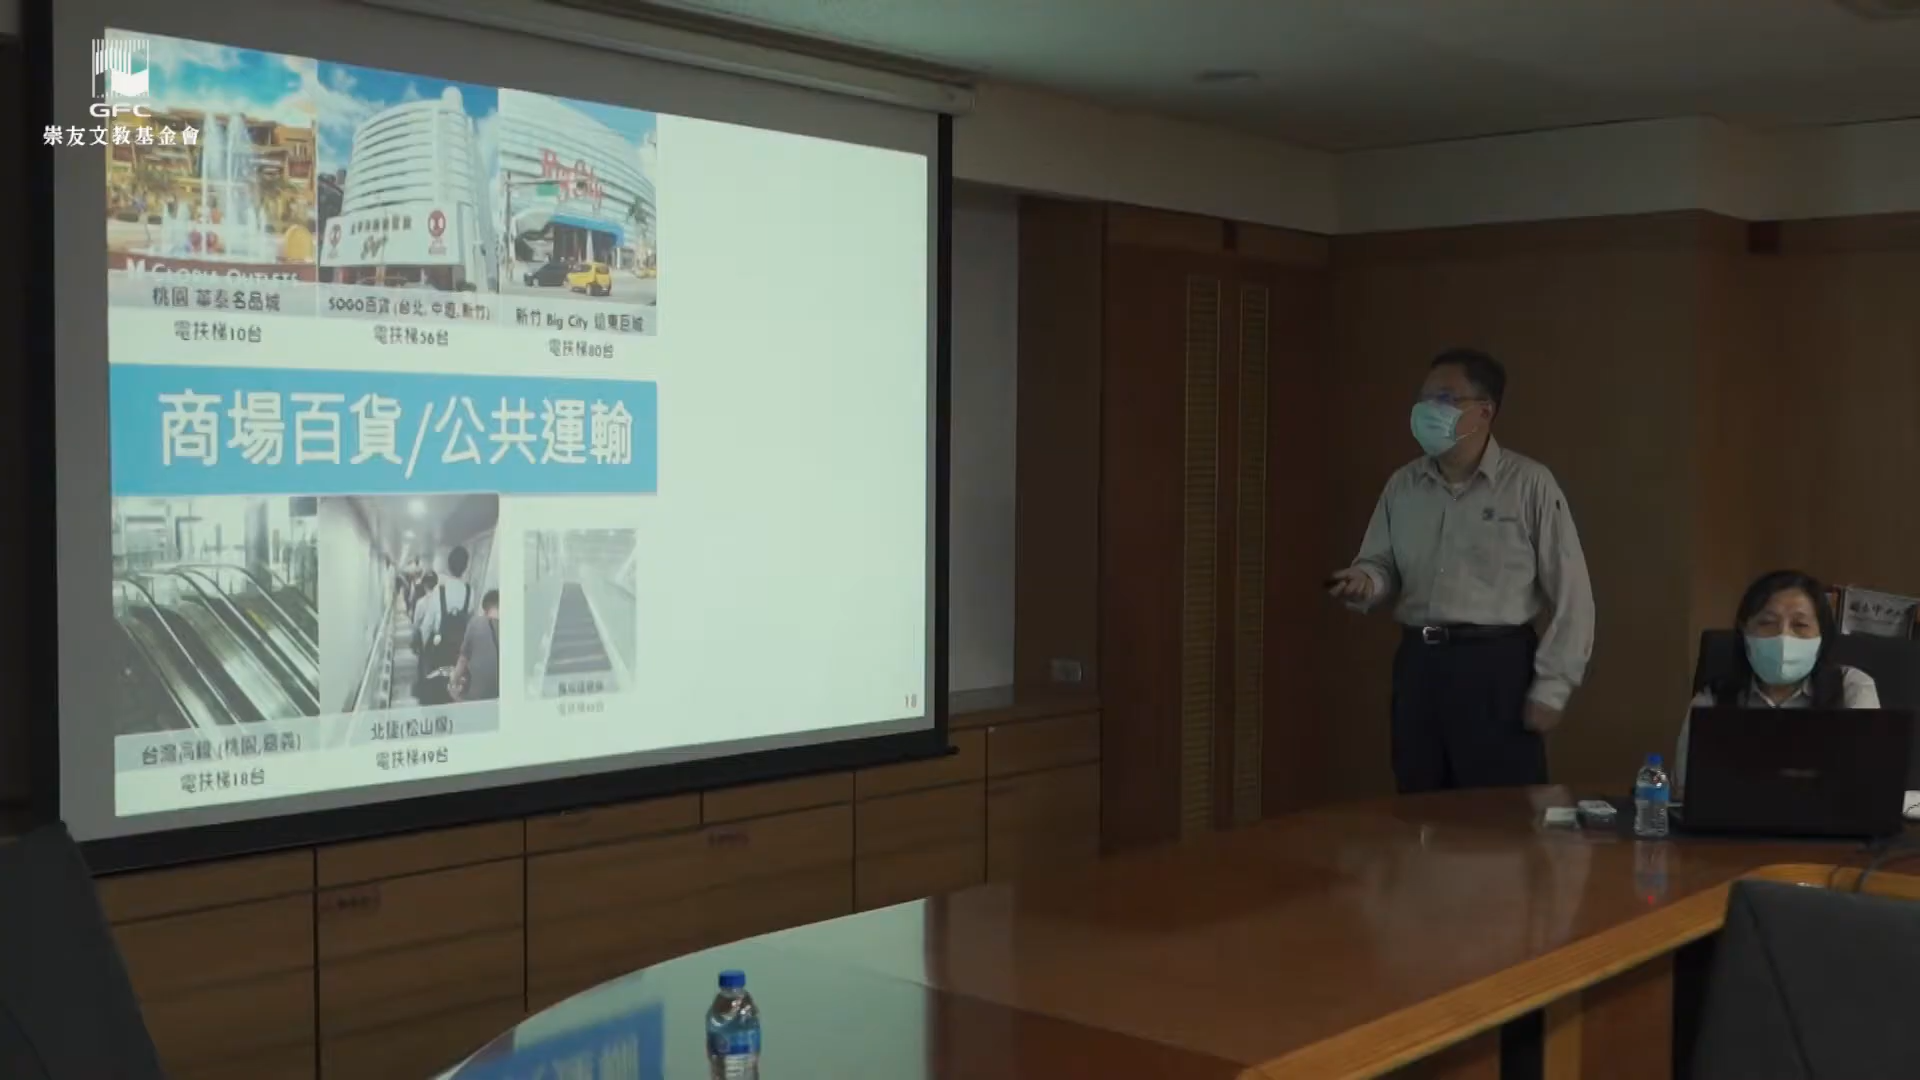 GFC
崇友文教基金會
Big City
M GLORIA OUTLETS
桃園 華泰名品城
電扶梯10台
SOGO百貨 (台北, 中壢, 新竹)
電扶梯56台
新竹 Big City 遠東巨城
電扶梯80台
商場百貨/公共運輸
台灣高鐵 (桃園,嘉義)
電扶梯18台
北捷(松山線)
電扶梯49台
18